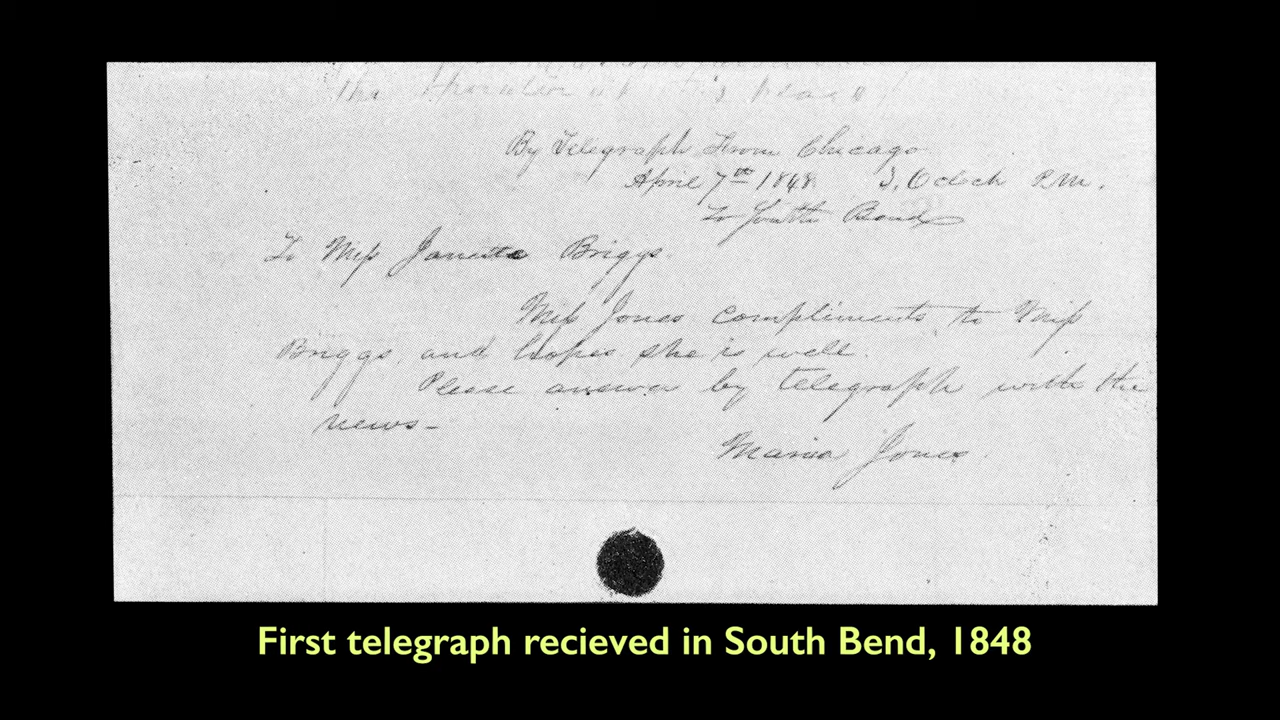 the
By Telegraph From Chicago
April 7th 1848 O'clock P.M.
To South Bend
To Miss Janette Briggs.
Miss Jones compliments to Miss
Briggs, and hopes she is well.
Please answer by telegraph with the
news-
Maria Jones.
First telegraph recieved in South Bend, 1848